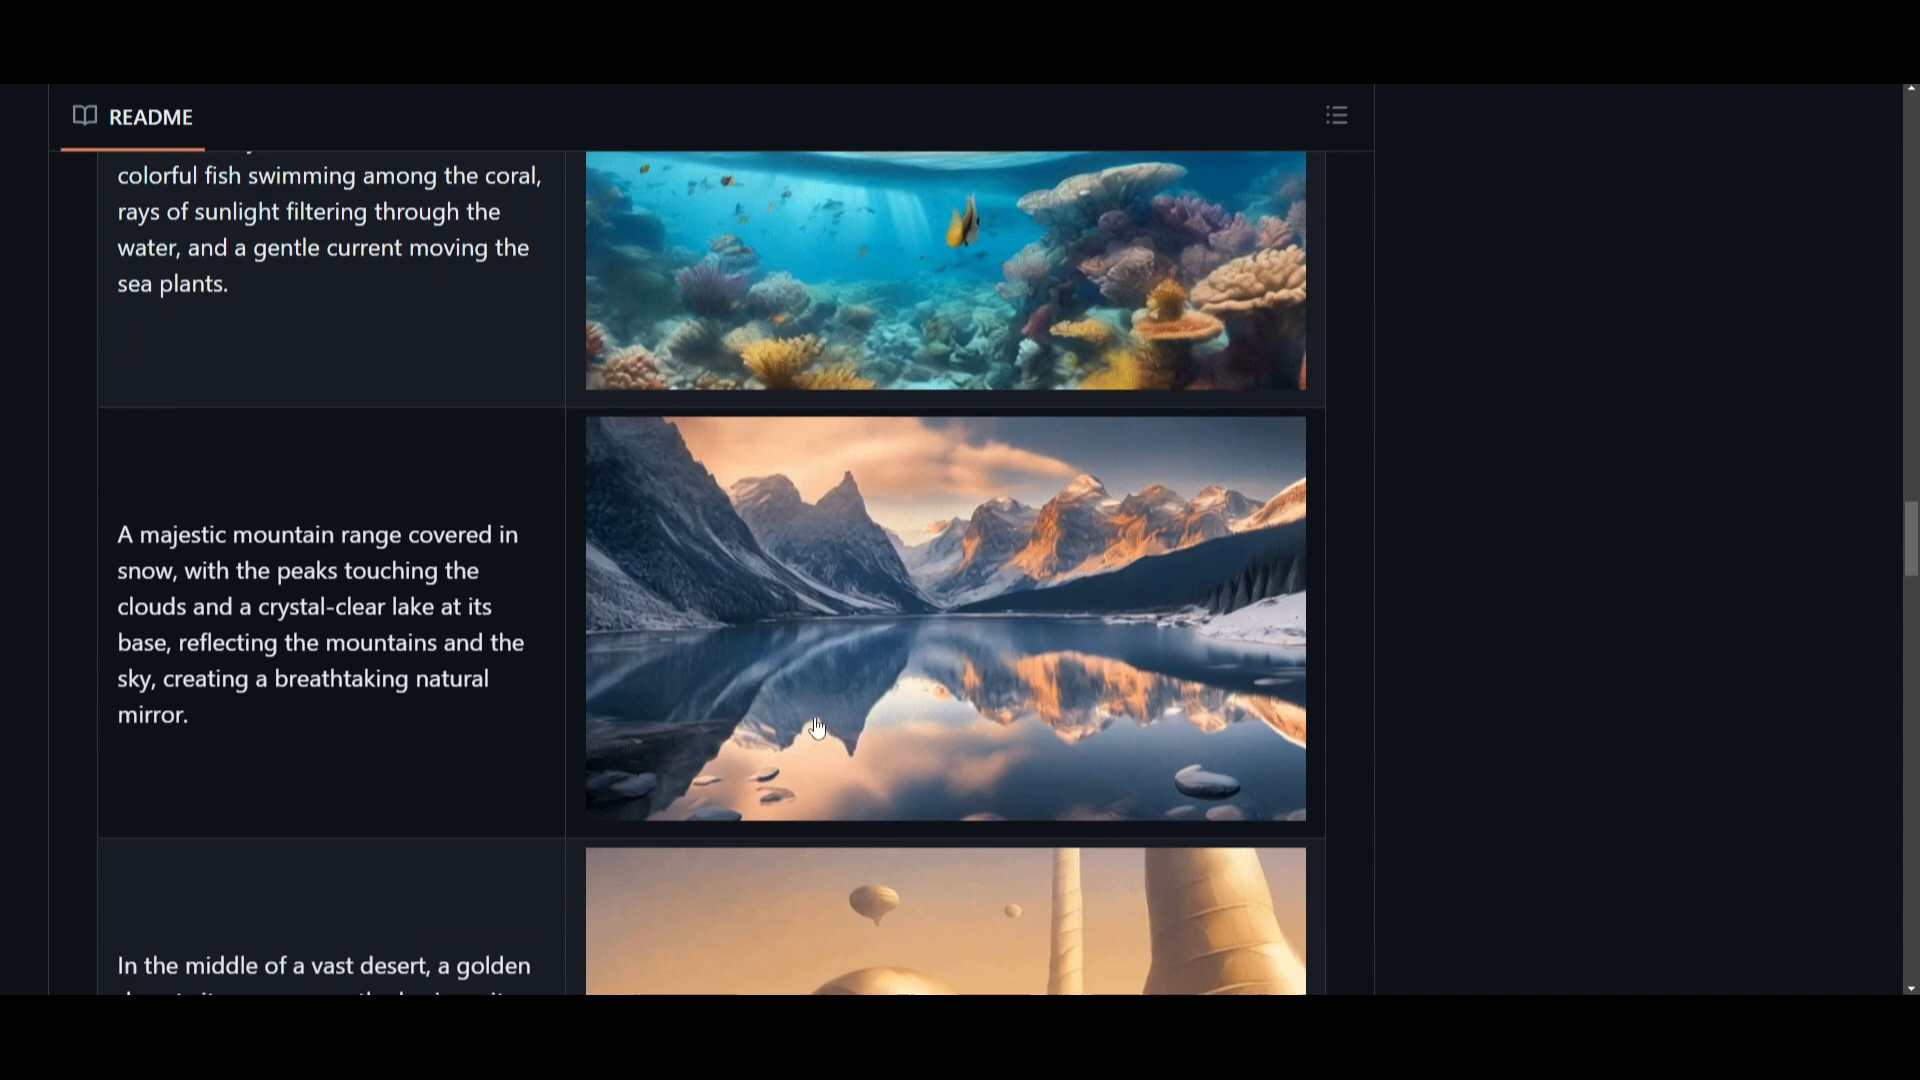 README
colorful fish swimming among the coral,
rays of sunlight filtering through the
water, and a gentle current moving the
sea plants.
A majestic mountain range covered in
snow, with the peaks touching the
clouds and a crystal-clear lake at its
base, reflecting the mountains and the
sky, creating a breathtaking natural
mirror.
In the middle of a vast desert, a golden